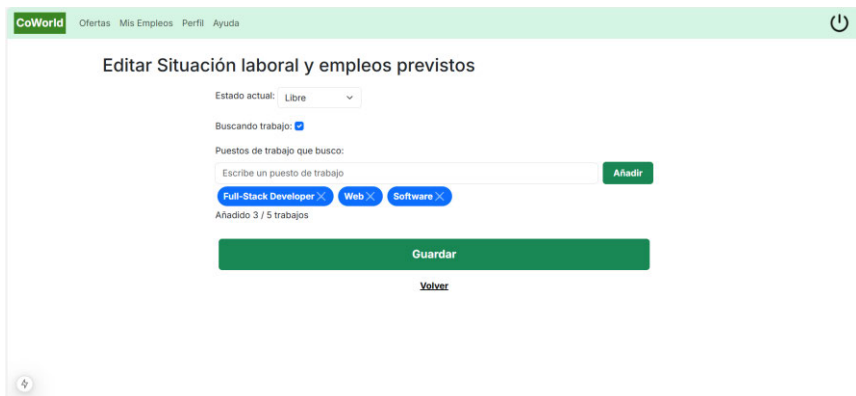 CoWorld Ofertas Mis Empleos Perfil Ayuda
Editar Situación laboral y empleos previstos
Estado actual: Libre
Buscando trabajo:
Puestos de trabajo que busco:
Escribe un puesto de trabajo Añadir
Full-Stack Developer Web Software
Añadido 3 / 5 trabajos
Guardar
Volver